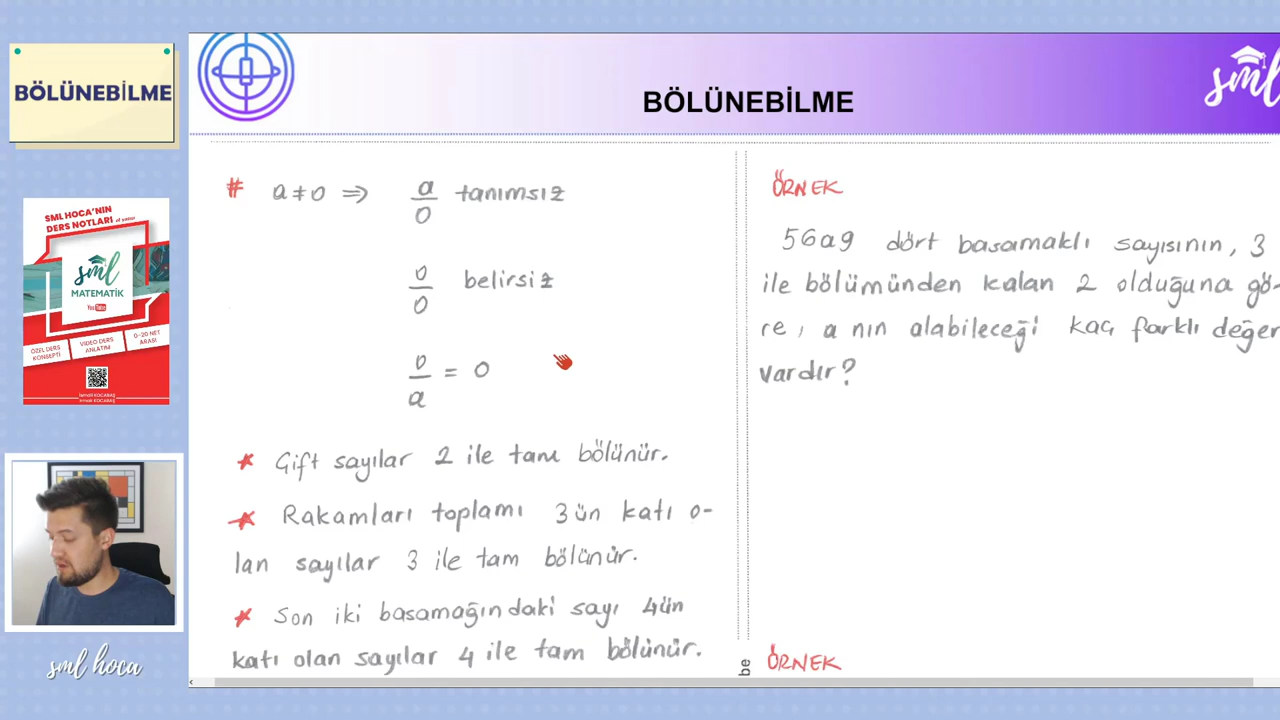 BÖLÜNEBİLME
SML HOCA'NIN
DERS NOTLARI
sml
MATEMATİK
YouTube
ÖZEL DERS
KONSEPTİ
VIDEO DERS
ANLATIM
0-20 NET
ARASI
sml hoca
BÖLÜNEBİLME
sml
# a≠0 ⇒ a/0 tanımsız
0/0 belirsiz
0/a = 0
* Çift sayılar 2 ile tam bölünür.
* Rakamları toplamı 3ün katı o-
lan sayılar 3 ile tam bölünür.
* Son iki basamağındaki sayı 4ün
katı olan sayılar 4 ile tam bölünür.
ÖRNEK
56a9 dört basamaklı sayısının, 3
ile bölümünden kalan 2 olduğuna gö-
re, a nın alabileceği kaç farklı değer
vardır?
be
ÖRNEK